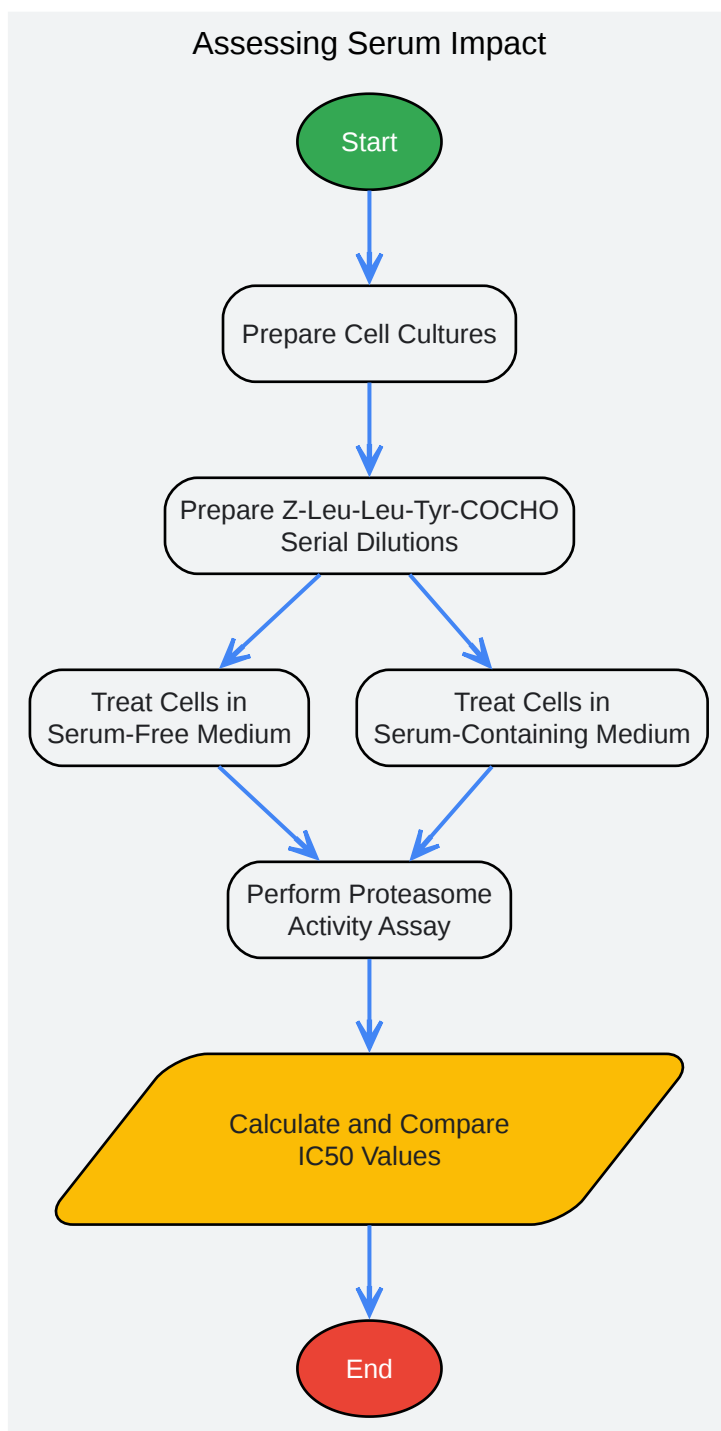 Assessing Serum Impact
Start
Prepare Cell Cultures
Prepare Z-Leu-Leu-Tyr-COCHO
Serial Dilutions
Treat Cells in
Serum-Free Medium
Treat Cells in
Serum-Containing Medium
Perform Proteasome
Activity Assay
Calculate and Compare
IC50 Values
End